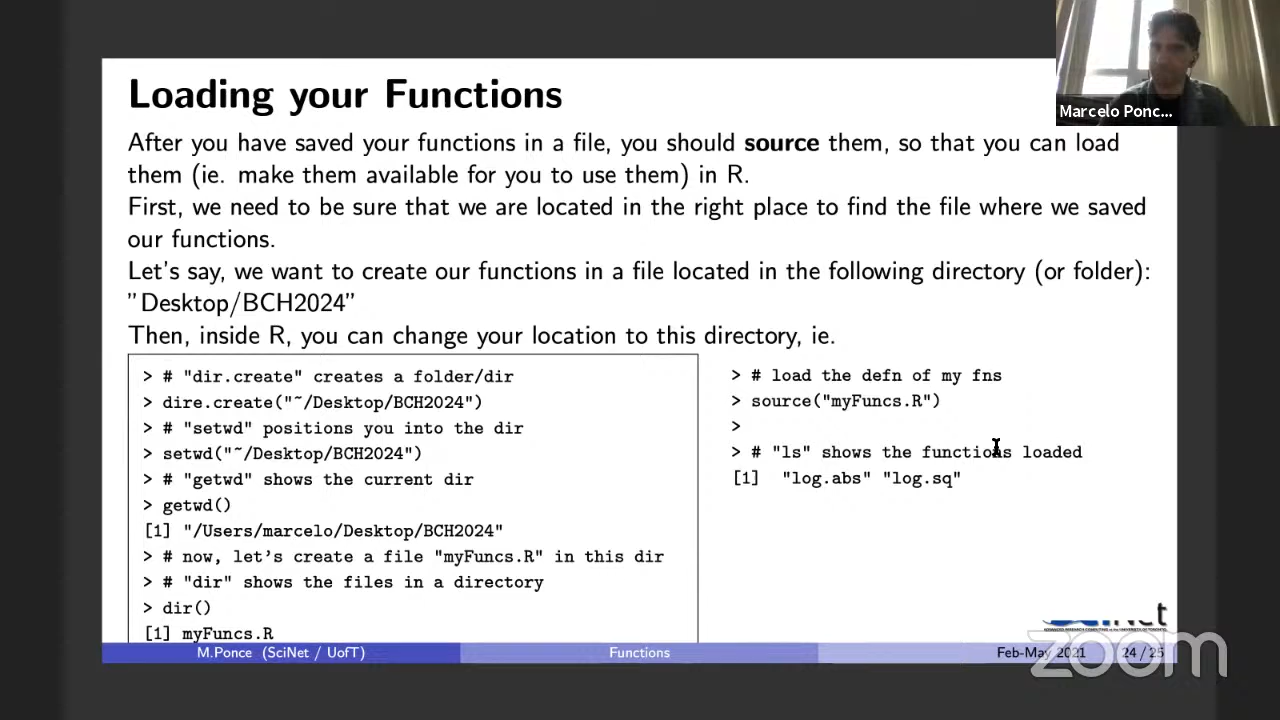 Marcelo Ponc...
Loading your Functions
After you have saved your functions in a file, you should source them, so that you can load
them (ie. make them available for you to use them) in R.
First, we need to be sure that we are located in the right place to find the file where we saved
our functions.
Let's say, we want to create our functions in a file located in the following directory (or folder):
"Desktop/BCH2024"
Then, inside R, you can change your location to this directory, ie.
> # "dir.create" creates a folder/dir
> dire.create("~/Desktop/BCH2024")
> # "setwd" positions you into the dir
> setwd("~/Desktop/BCH2024")
> # "getwd" shows the current dir
> getwd()
[1] "/Users/marcelo/Desktop/BCH2024"
> # now, let's create a file "myFuncs.R" in this dir
> # "dir" shows the files in a directory
> dir()
[1] myFuncs.R
> # load the defn of my fns
> source("myFuncs.R")
>
> # "ls" shows the functions loaded
[1] "log.abs" "log.sq"
M.Ponce (SciNet / UofT)
Functions
Feb-May 2021
24 / 25
zoom